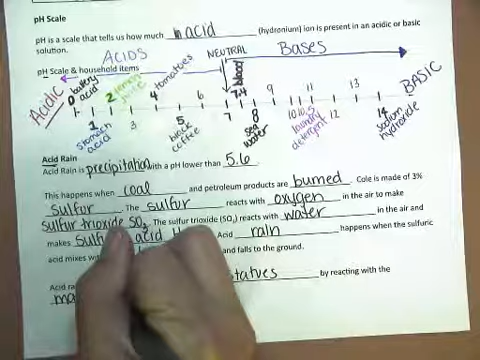 pH Scale
pH is a scale that tells us how much in acid (hydronium) ion is present in an acidic or basic
solution.
ACIDS NEUTRAL Bases
pH Scale & household items
Acidic BASIC
0 battery acid 2 lemon juice 4 tomatoes 6 7.4 blood 9 11 13
1 stomach acid 3 5 black coffee 7 8 sea water 10 10.5 laundry detergent 12 14 sodium hydroxide
Acid Rain
Acid Rain is precipitation with a pH lower than 5.6
This happens when coal and petroleum products are burned. Cole is made of 3%
sulfur. The sulfur reacts with oxygen in the air to make
sulfur trioxide SO3. The sulfur trioxide (SO3) reacts with water in the air and
makes acid Acid rain happens when the sulfuric
acid mixes and falls to the ground.
Acid statues by reacting with the